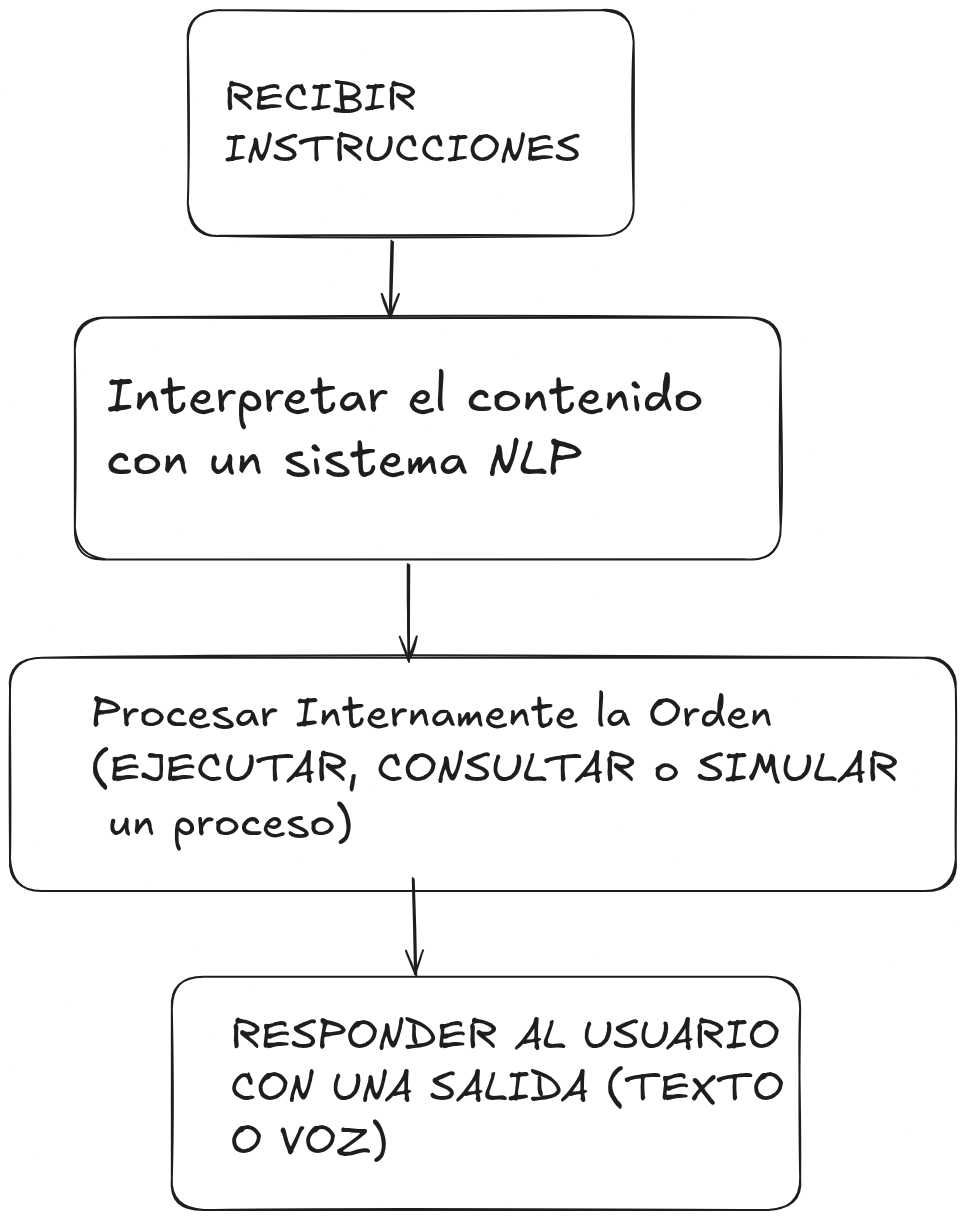 RECIBIR
INSTRUCCIONES
Interpretar el contenido
con un sistema NLP
Procesar Internamente la Orden
(EJECUTAR, CONSULTAR o SIMULAR
un proceso)
RESPONDER AL USUARIO
CON UNA SALIDA (TEXTO
O VOZ)